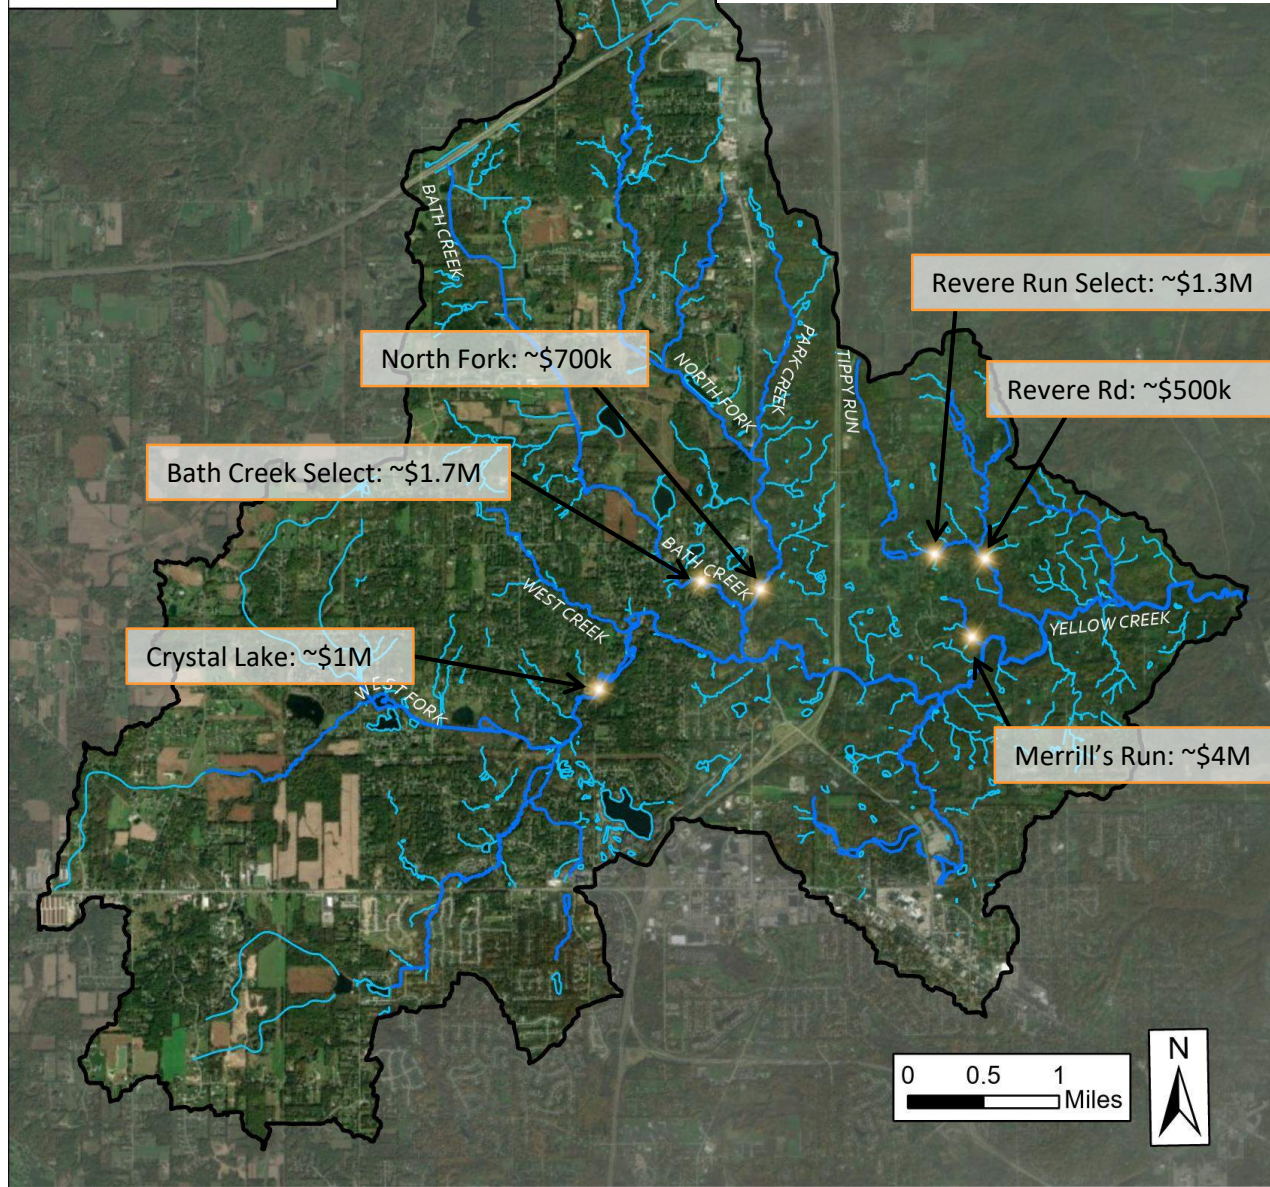 BATH CREEK
Revere Run Select: ~$1.3M
North Fork: ~$700k
PARK CREEK
NORTH FORK
TIPPY RUN
Revere Rd: ~$500k
Bath Creek Select: ~$1.7M
BATH CREEK
WEST CREEK
YELLOW CREEK
Crystal Lake: ~$1M
WEST FORK
Merrill's Run: ~$4M
N
0 0.5 1
Miles